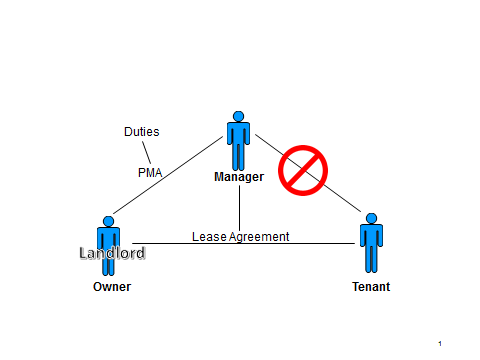 Duties
PMA
Manager
Lease Agreement
Landlord
Owner
Tenant
1